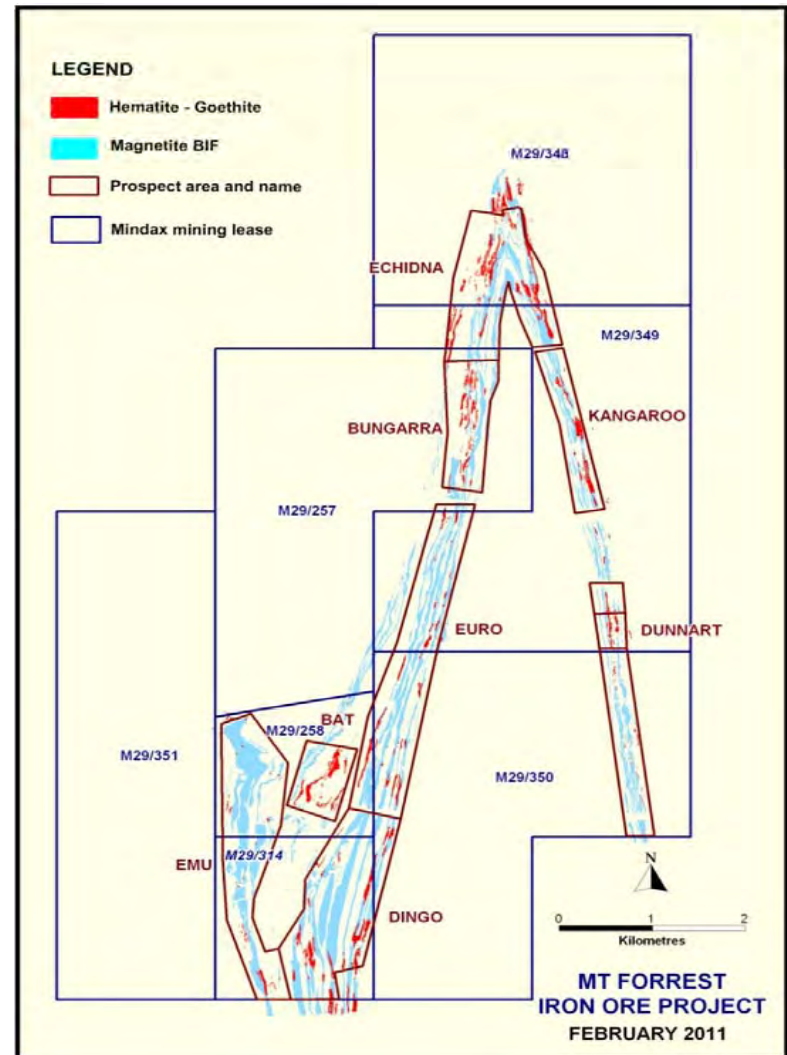 LEGEND
Hematite - Goethite
Magnetite BIF
Prospect area and name
Mindax mining lease
M29/348
ECHIDNA
M29/349
KANGAROO
BUNGARRA
M29/257
EURO
DUNNART
BAT
M29/258
M29/351
M29/350
M29/314
EMU
DINGO
N
0 1 2
Kilometres
MT FORREST
IRON ORE PROJECT
FEBRUARY 2011